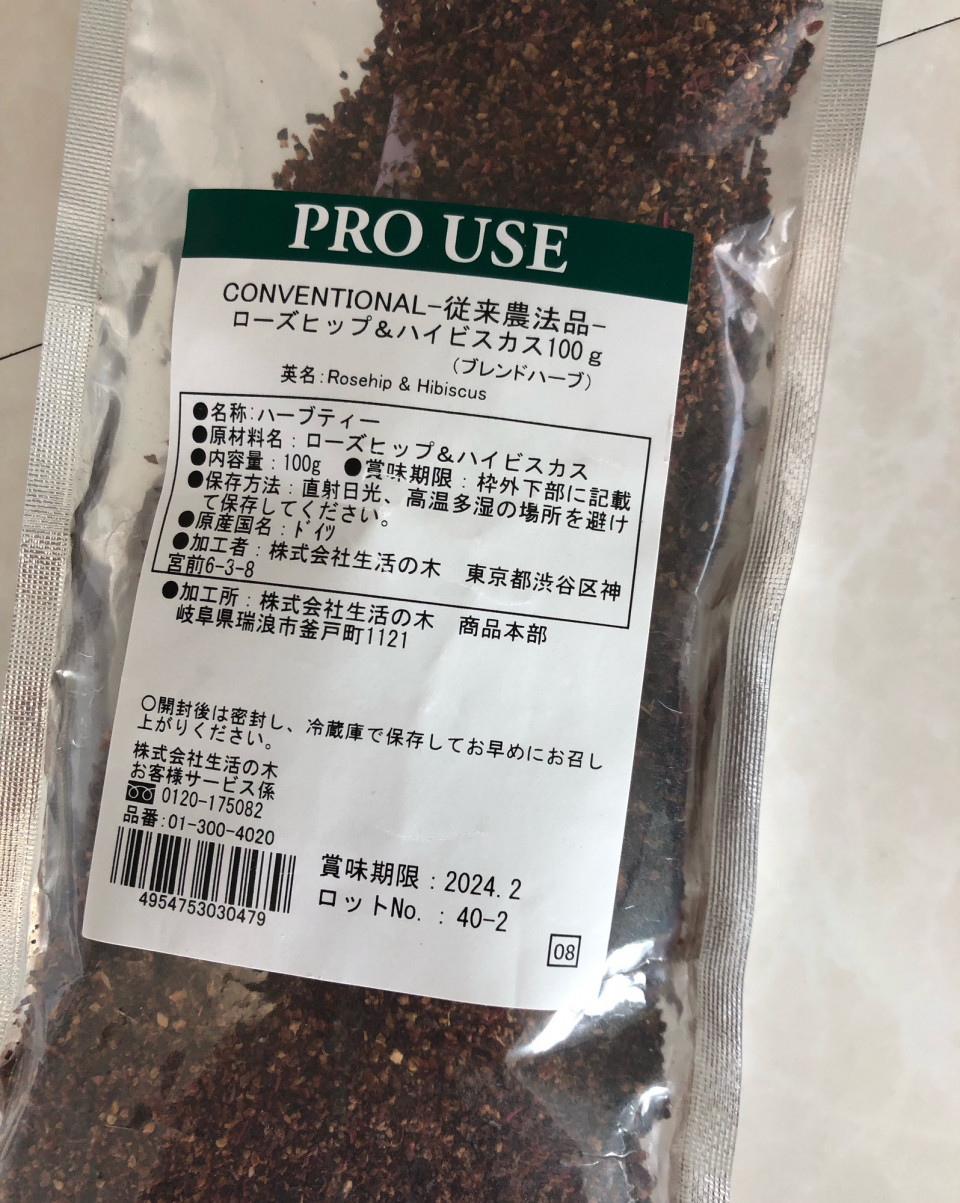 PRO USE
CONVENTIONAL-従来農法品-
ローズヒップ&ハイビスカス100g
(ブレンドハーブ)
英名:Rosehip & Hibiscus
●名称:ハーブティー
●原材料名:ローズヒップ&ハイビスカス
●内容量:100g ●賞味期限:枠外下部に記載
●保存方法:直射日光、高温多湿の場所を避け
て保存してください。
●原産国名:ドイツ
●加工者:株式会社生活の木 東京都渋谷区神
宮前6-3-8
●加工所:株式会社生活の木 商品本部
岐阜県瑞浪市釜戸町1121
○開封後は密封し、冷蔵庫で保存してお早めにお召し
上がりください。
株式会社生活の木
お客様サービス係
0120-175082
品番:01-300-4020
4954753030479
賞味期限:2024.2
ロットNo.:40-2
08